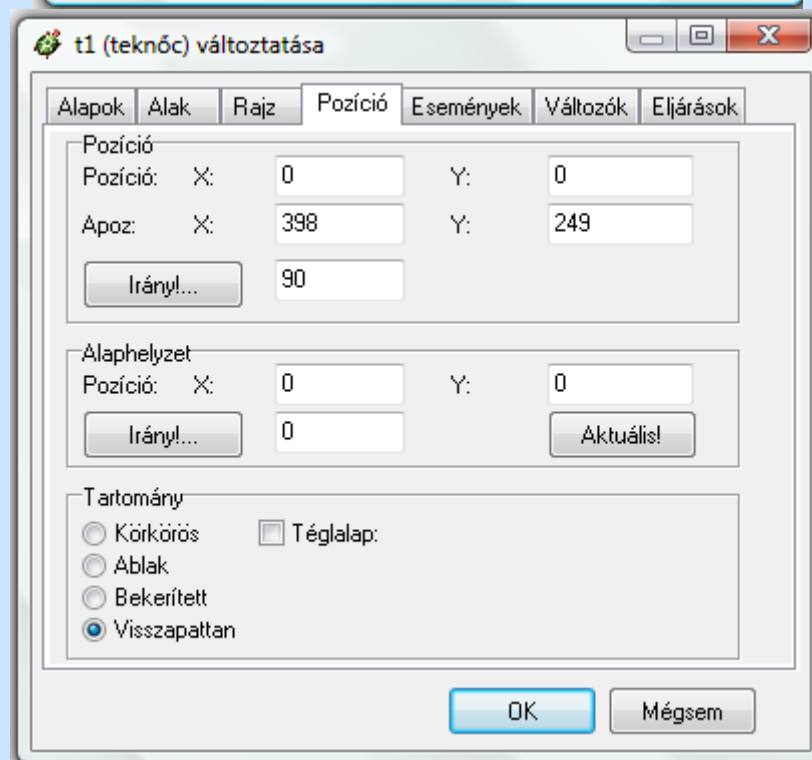 t1 (teknőc) változtatása
Alapok Alak Rajz Pozíció Események Változók Eljárások
Pozíció
Pozíció: X: 0 Y: 0
Apoz: X: 398 Y: 249
Irány!... 90
Alaphelyzet
Pozíció: X: 0 Y: 0
Irány!... 0 Aktuális!
Tartomány
Körkörös Téglalap:
Ablak
Bekerített
Visszapattan
OK Mégsem